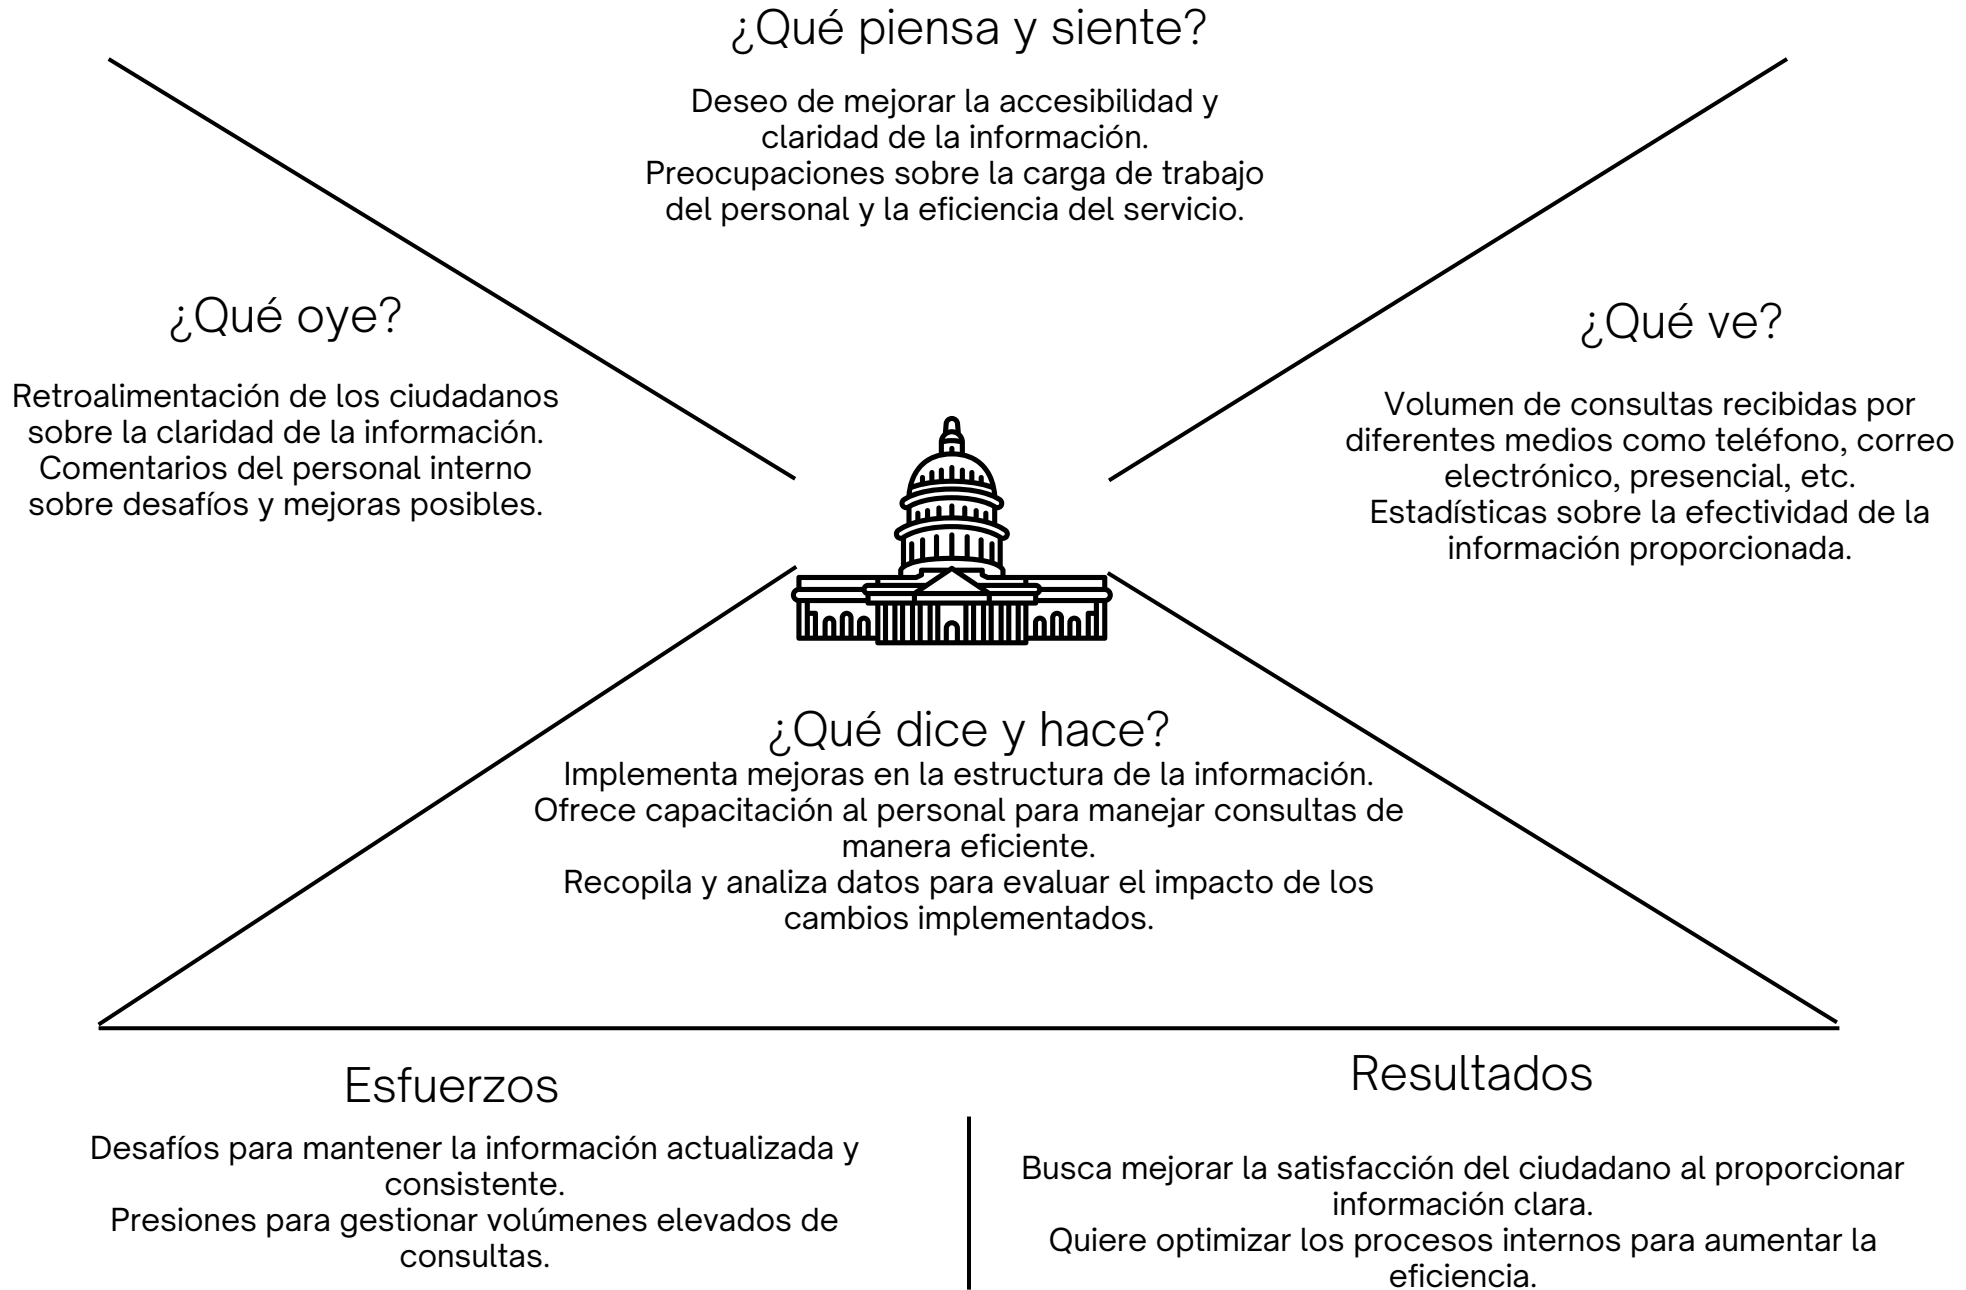 ¿Qué piensa y siente?
Deseo de mejorar la accesibilidad y
claridad de la información.
Preocupaciones sobre la carga de trabajo
del personal y la eficiencia del servicio.
¿Qué oye?
Retroalimentación de los ciudadanos
sobre la claridad de la información.
Comentarios del personal interno
sobre desafíos y mejoras posibles.
¿Qué ve?
Volumen de consultas recibidas por
diferentes medios como teléfono, correo
electrónico, presencial, etc.
Estadísticas sobre la efectividad de la
información proporcionada.
¿Qué dice y hace?
Implementa mejoras en la estructura de la información.
Ofrece capacitación al personal para manejar consultas de
manera eficiente.
Recopila y analiza datos para evaluar el impacto de los
cambios implementados.
Esfuerzos
Desafíos para mantener la información actualizada y
consistente.
Presiones para gestionar volúmenes elevados de
consultas.
Resultados
Busca mejorar la satisfacción del ciudadano al proporcionar
información clara.
Quiere optimizar los procesos internos para aumentar la
eficiencia.